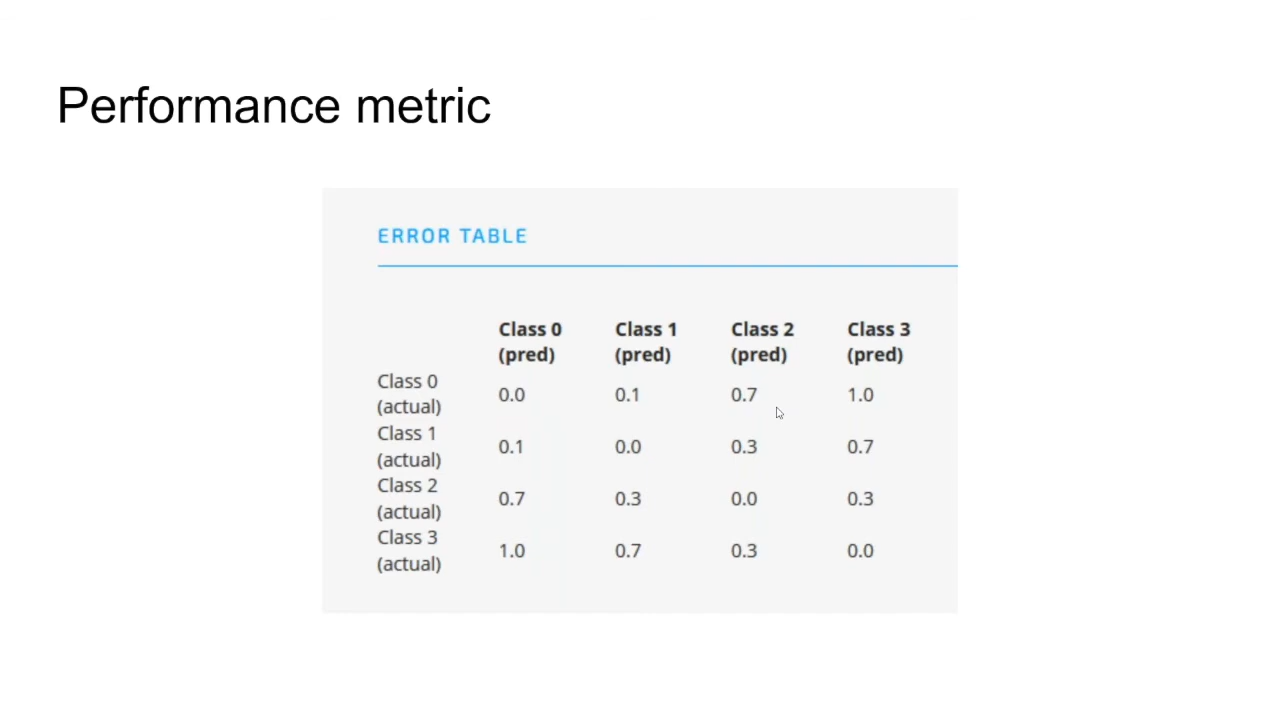 Performance metric
ERROR TABLE
Class 0 Class 1 Class 2 Class 3
(pred) (pred) (pred) (pred)
Class 0
(actual) 0.0 0.1 0.7 1.0
Class 1
(actual) 0.1 0.0 0.3 0.7
Class 2
(actual) 0.7 0.3 0.0 0.3
Class 3
(actual) 1.0 0.7 0.3 0.0